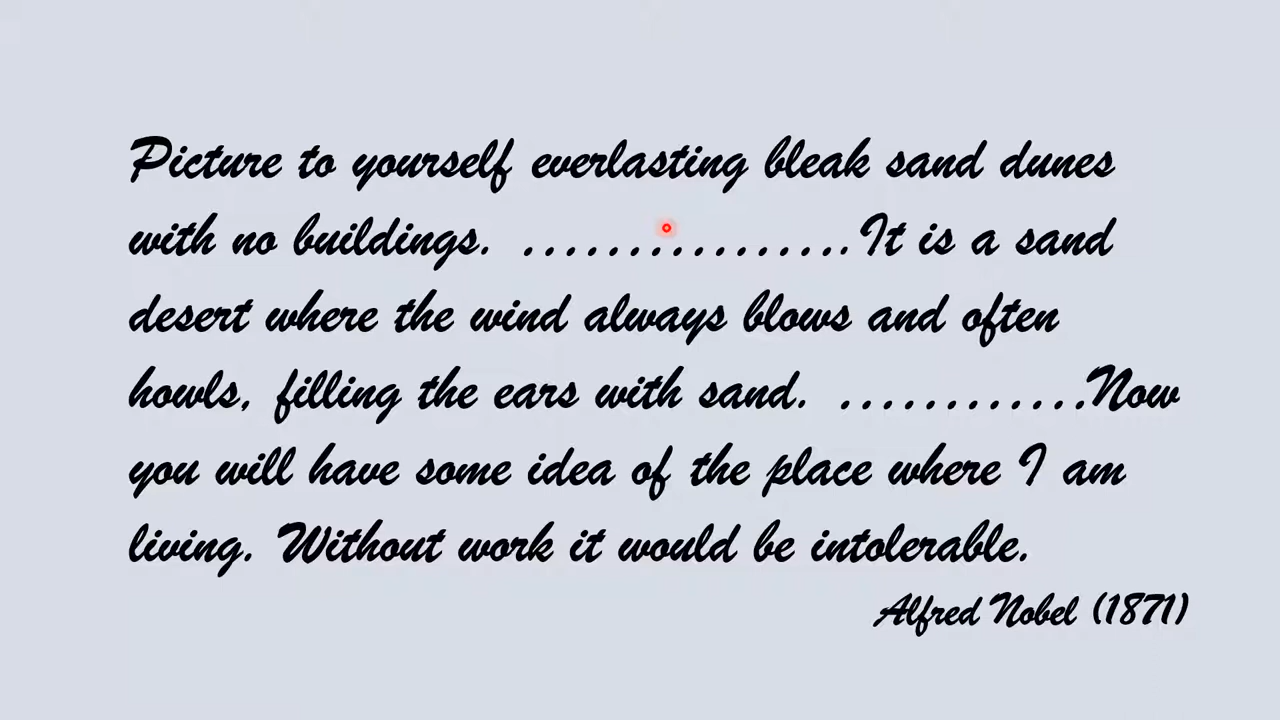 Picture to yourself everlasting bleak sand dunes
with no buildings. ................It is a sand
desert where the wind always blows and often
howls, filling the ears with sand. ............Now
you will have some idea of the place where I am
living. Without work it would be intolerable.
Alfred Nobel (1871)